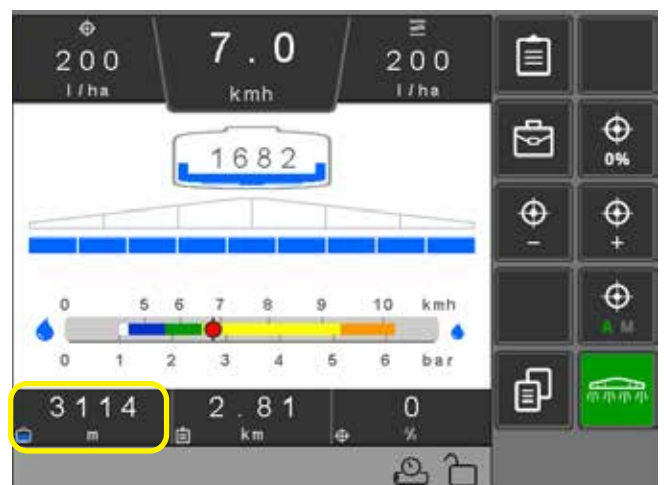 200 7.0 200
l/ha kmh l/ha
1682
0%
- +
0 5 6 7 8 9 10 kmh
A M
0 1 2 3 4 5 6 bar
3114 2.81 0
m km %